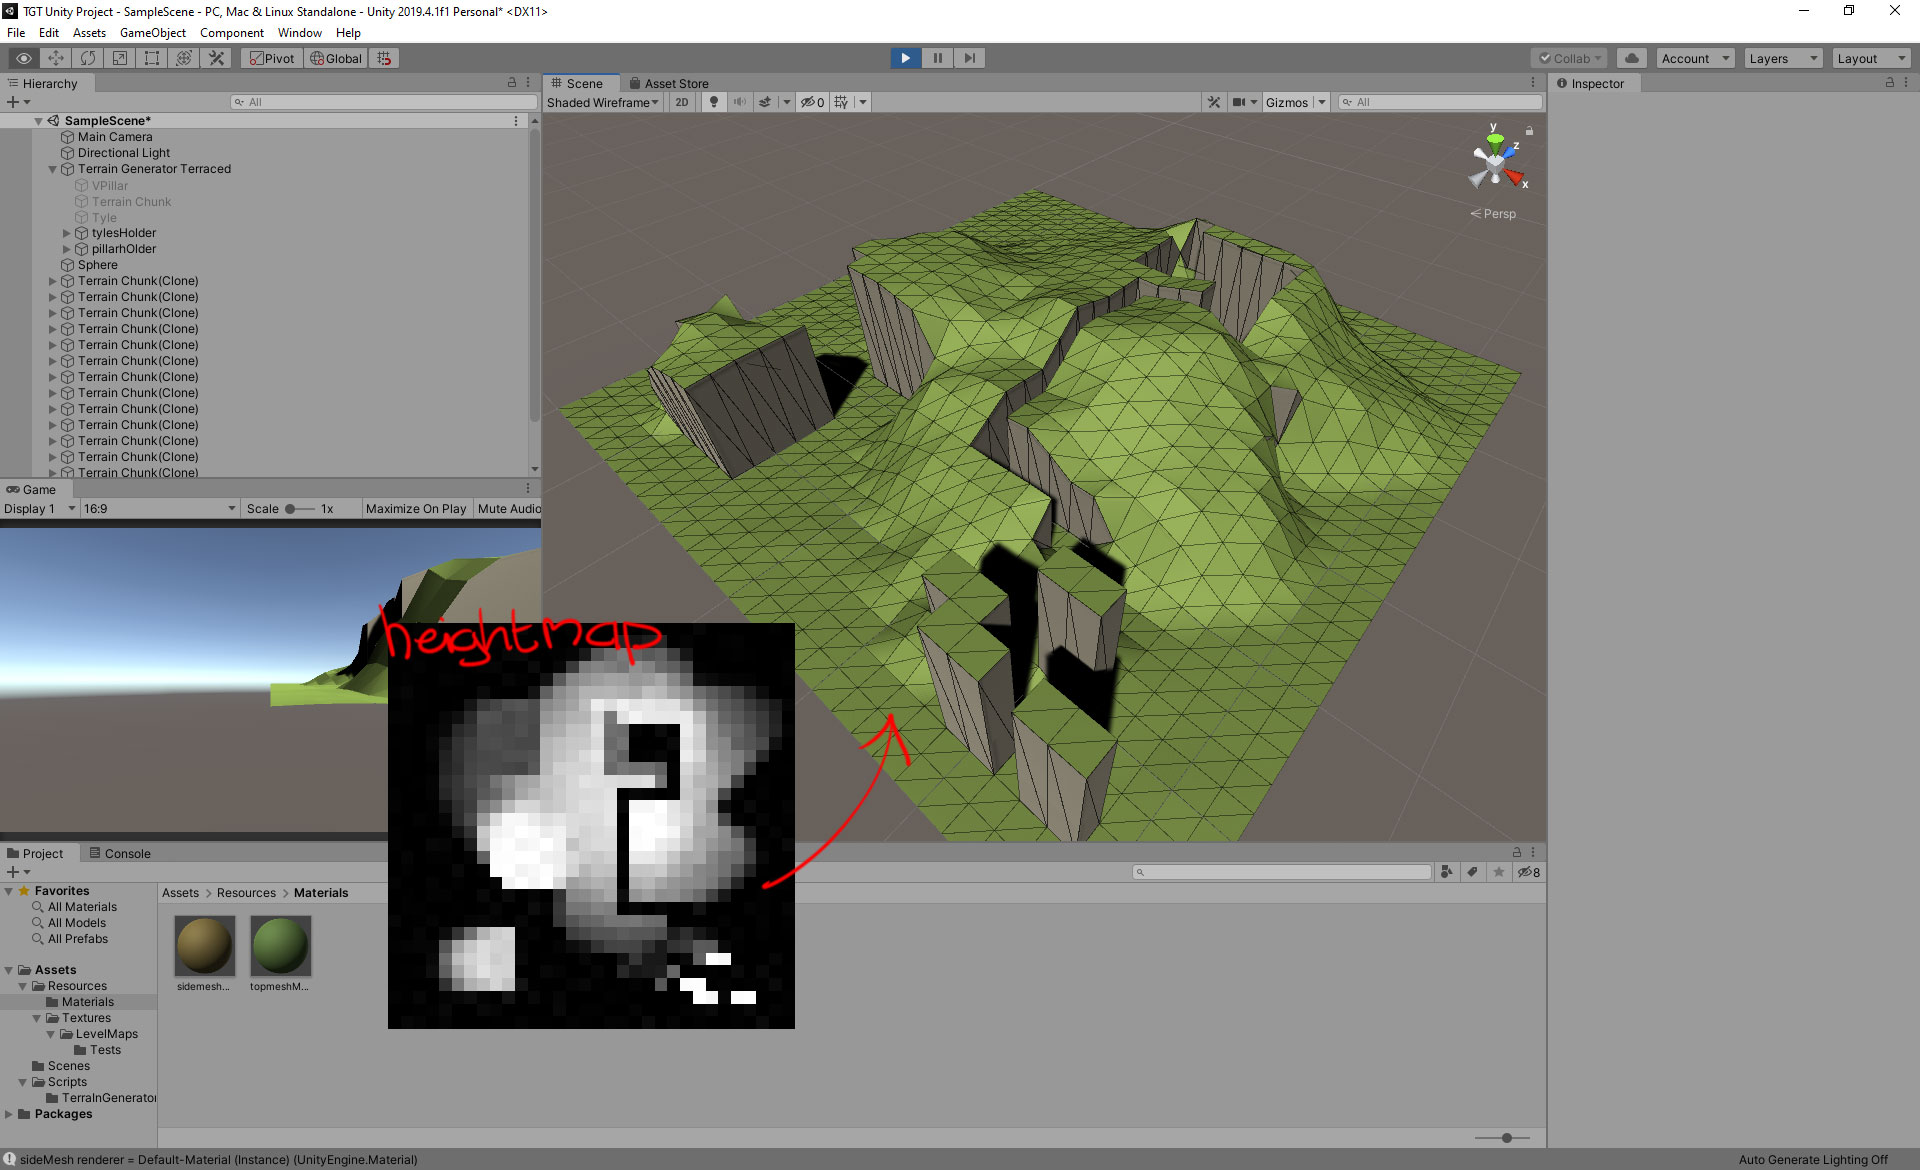 TGT Unity Project - SampleScene - PC, Mac & Linux Standalone - Unity 2019.4.1f1 Personal* <DX11>
File Edit Assets GameObject Component Window Help
Pivot Global Collab Account Layers Layout
Hierarchy
All
SampleScene*
Main Camera
Directional Light
Terrain Generator Terraced
VPillar
Terrain Chunk
Tyle
tylesHolder
pillarhOlder
Sphere
Terrain Chunk(Clone)
Terrain Chunk(Clone)
Terrain Chunk(Clone)
Terrain Chunk(Clone)
Terrain Chunk(Clone)
Terrain Chunk(Clone)
Terrain Chunk(Clone)
Terrain Chunk(Clone)
Terrain Chunk(Clone)
Terrain Chunk(Clone)
Terrain Chunk(Clone)
Terrain Chunk(Clone)
Terrain Chunk(Clone)
Scene Asset Store
Shaded Wireframe 2D 0 Gizmos All
y
z
x
Persp
Inspector
Game
Display 1 16:9 Scale 1x Maximize On Play Mute Audio
heightmap
Project Console
8
Favorites
All Materials
All Models
All Prefabs
Assets
Resources
Materials
Textures
LevelMaps
Tests
Scenes
Scripts
TerraInGenerator
Packages
Assets > Resources > Materials
sidemesh... topmeshM...
sideMesh renderer = Default-Material (Instance) (UnityEngine.Material)
Auto Generate Lighting Off